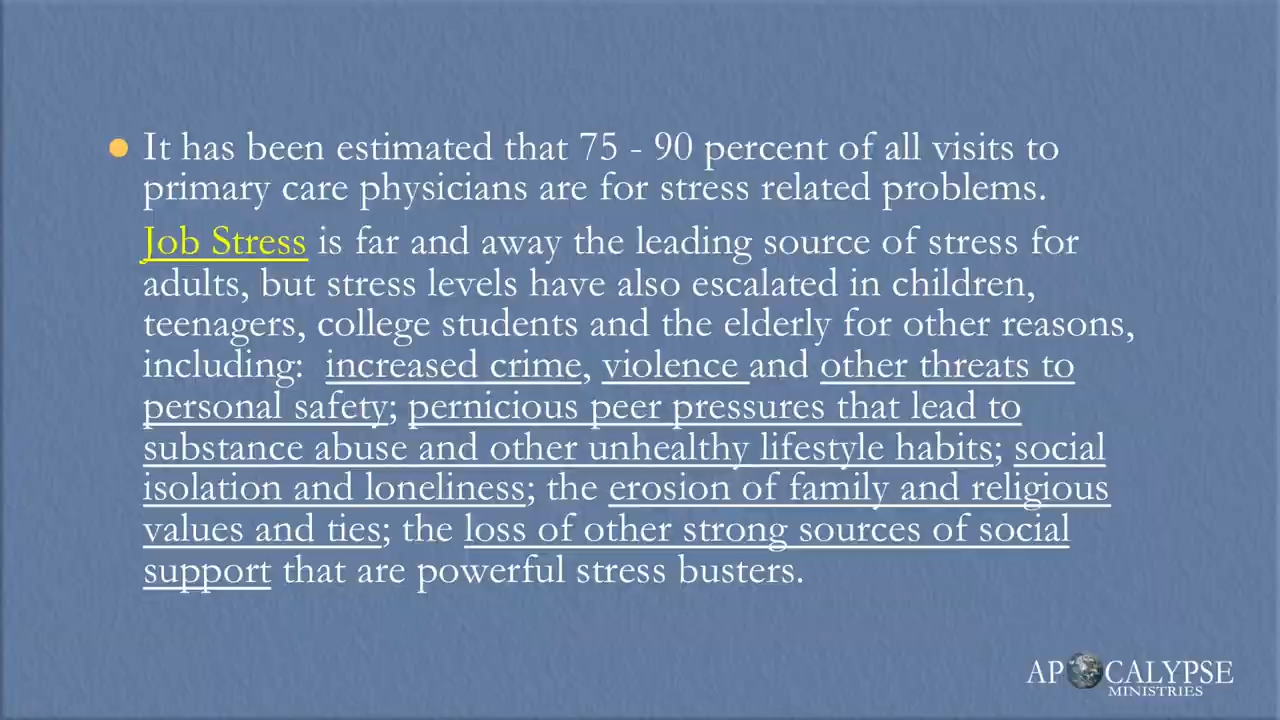 It has been estimated that 75 - 90 percent of all visits to
primary care physicians are for stress related problems.
Job Stress is far and away the leading source of stress for
adults, but stress levels have also escalated in children,
teenagers, college students and the elderly for other reasons,
including: increased crime, violence and other threats to
personal safety; pernicious peer pressures that lead to
substance abuse and other unhealthy lifestyle habits; social
isolation and loneliness; the erosion of family and religious
values and ties; the loss of other strong sources of social
support that are powerful stress busters.
APOCALYPSE
MINISTRIES